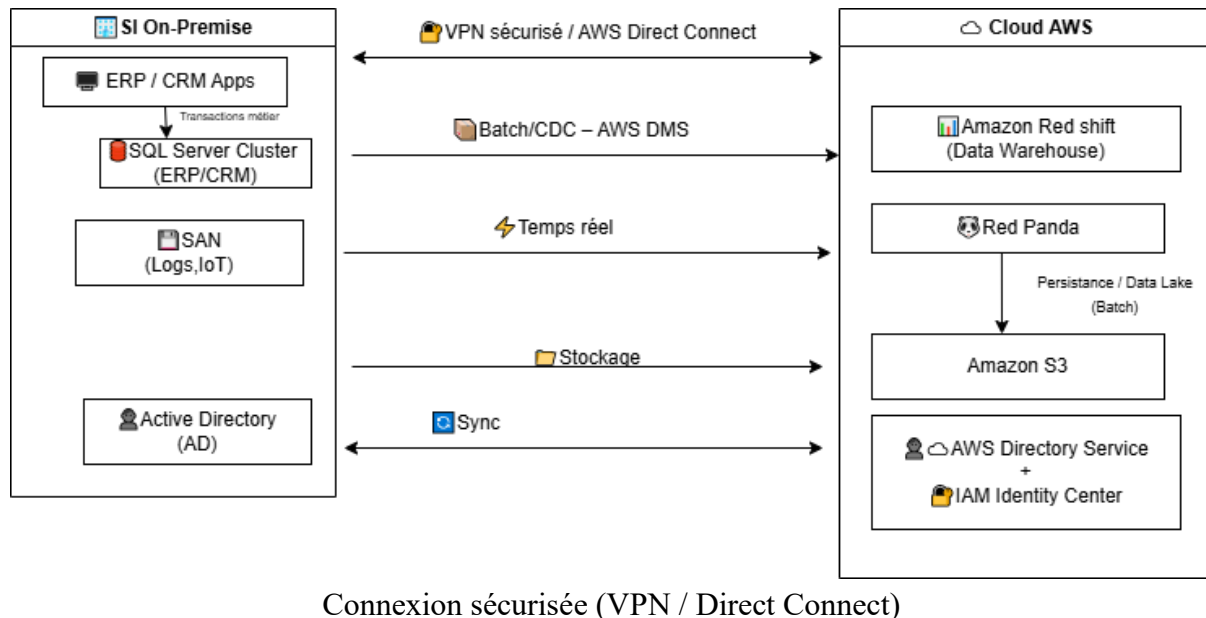 SI On-Premise
VPN sécurisé / AWS Direct Connect
Cloud AWS
ERP / CRM Apps
Transactions métier
SQL Server Cluster
(ERP/CRM)
Batch/CDC – AWS DMS
Amazon Red shift
(Data Warehouse)
SAN
(Logs,IoT)
Temps réel
Red Panda
Persistance / Data Lake
(Batch)
Stockage
Amazon S3
Active Directory
(AD)
Sync
AWS Directory Service
+
IAM Identity Center
Connexion sécurisée (VPN / Direct Connect)